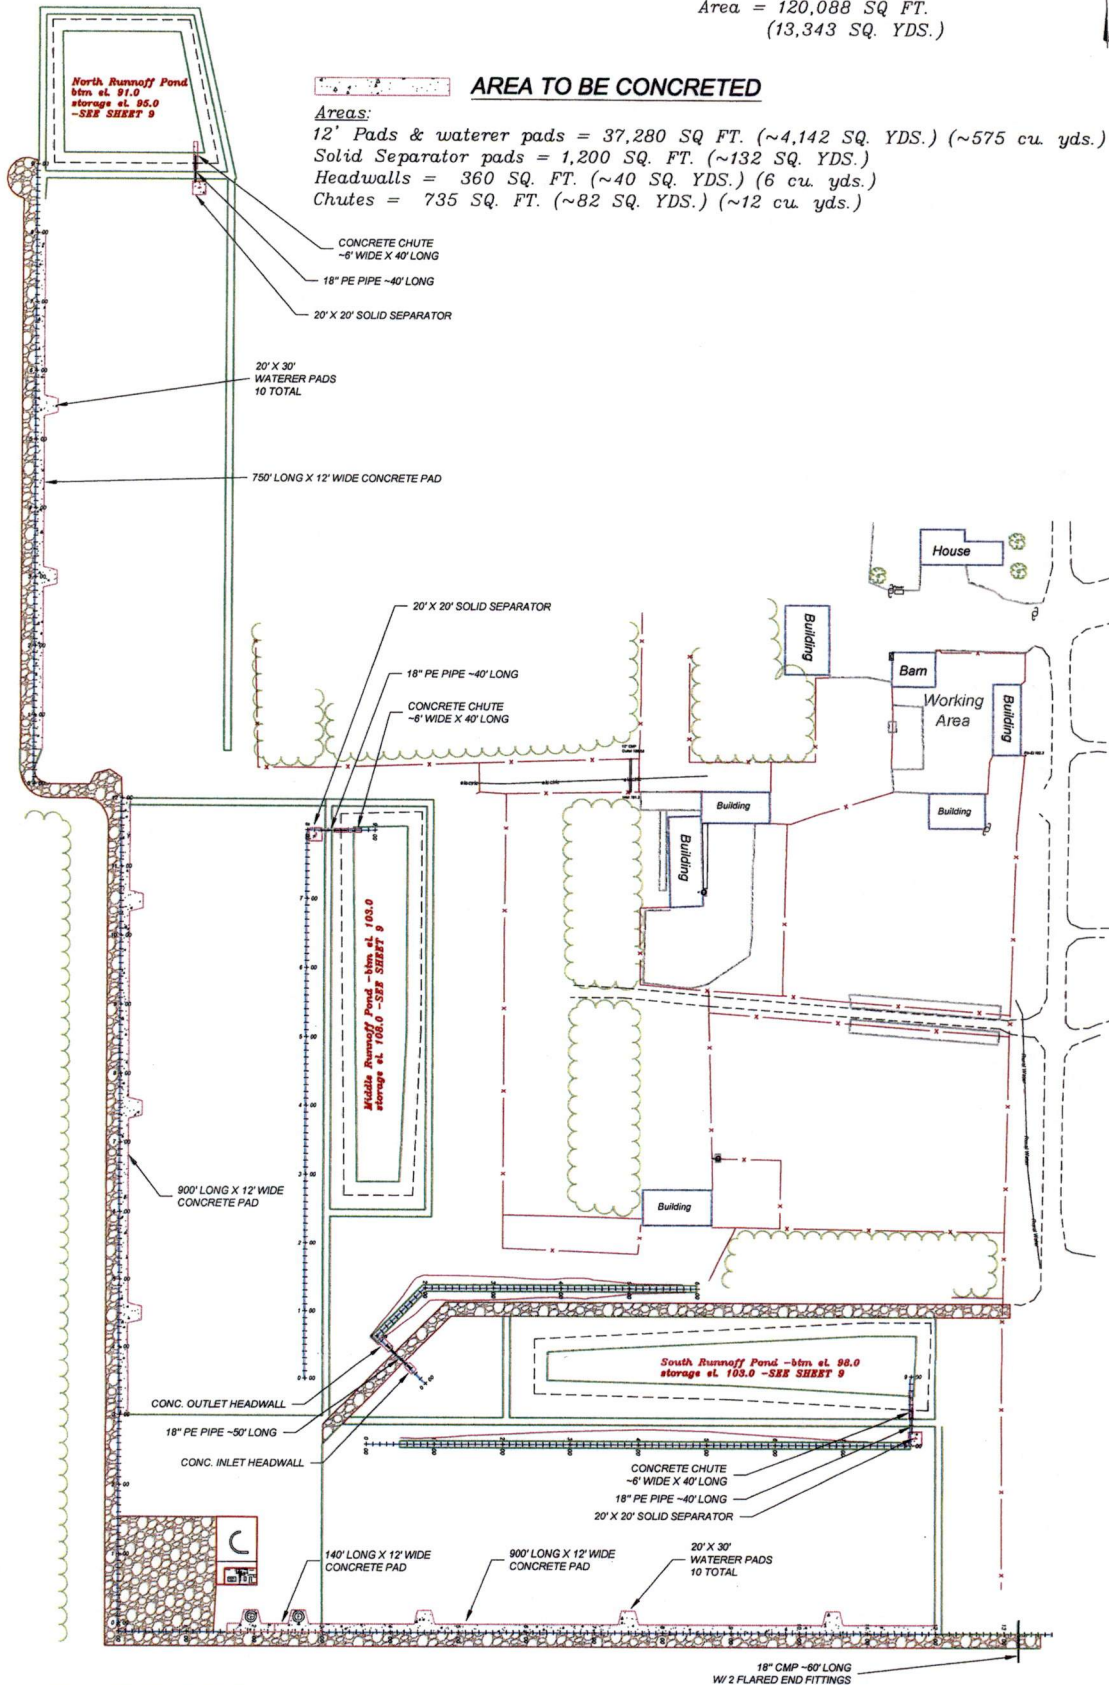 Area = 120,088 SQ FT.
(13,343 SQ. YDS.)
AREA TO BE CONCRETED
Areas:
12' Pads & waterer pads = 37,280 SQ FT. (~4,142 SQ. YDS.) (~575 cu. yds.)
Solid Separator pads = 1,200 SQ. FT. (~132 SQ. YDS.)
Headwalls = 360 SQ. FT. (~40 SQ. YDS.) (6 cu. yds.)
Chutes = 735 SQ. FT. (~82 SQ. YDS.) (~12 cu. yds.)
North Runnoff Pond
btm el. 91.0
storage el. 95.0
-SEE SHEET 9
CONCRETE CHUTE
~6' WIDE X 40' LONG
18" PE PIPE ~40' LONG
20' X 20' SOLID SEPARATOR
20' X 30'
WATERER PADS
10 TOTAL
750' LONG X 12' WIDE CONCRETE PAD
House
20' X 20' SOLID SEPARATOR
18" PE PIPE ~40' LONG
CONCRETE CHUTE
~6' WIDE X 40' LONG
Building
Barn
Working
Area
Building
Building
Building
Building
Middle Runnoff Pond -btm el. 103.0
storage el. 108.0 -SEE SHEET 9
900' LONG X 12' WIDE
CONCRETE PAD
Building
Rural Water
Rural Water
South Runnoff Pond -btm el. 98.0
storage el. 103.0 -SEE SHEET 9
CONC. OUTLET HEADWALL
18" PE PIPE ~50' LONG
CONC. INLET HEADWALL
CONCRETE CHUTE
~6' WIDE X 40' LONG
18" PE PIPE ~40' LONG
20' X 20' SOLID SEPARATOR
140' LONG X 12' WIDE
CONCRETE PAD
900' LONG X 12' WIDE
CONCRETE PAD
20' X 30'
WATERER PADS
10 TOTAL
18" CMP ~60' LONG
W/ 2 FLARED END FITTINGS